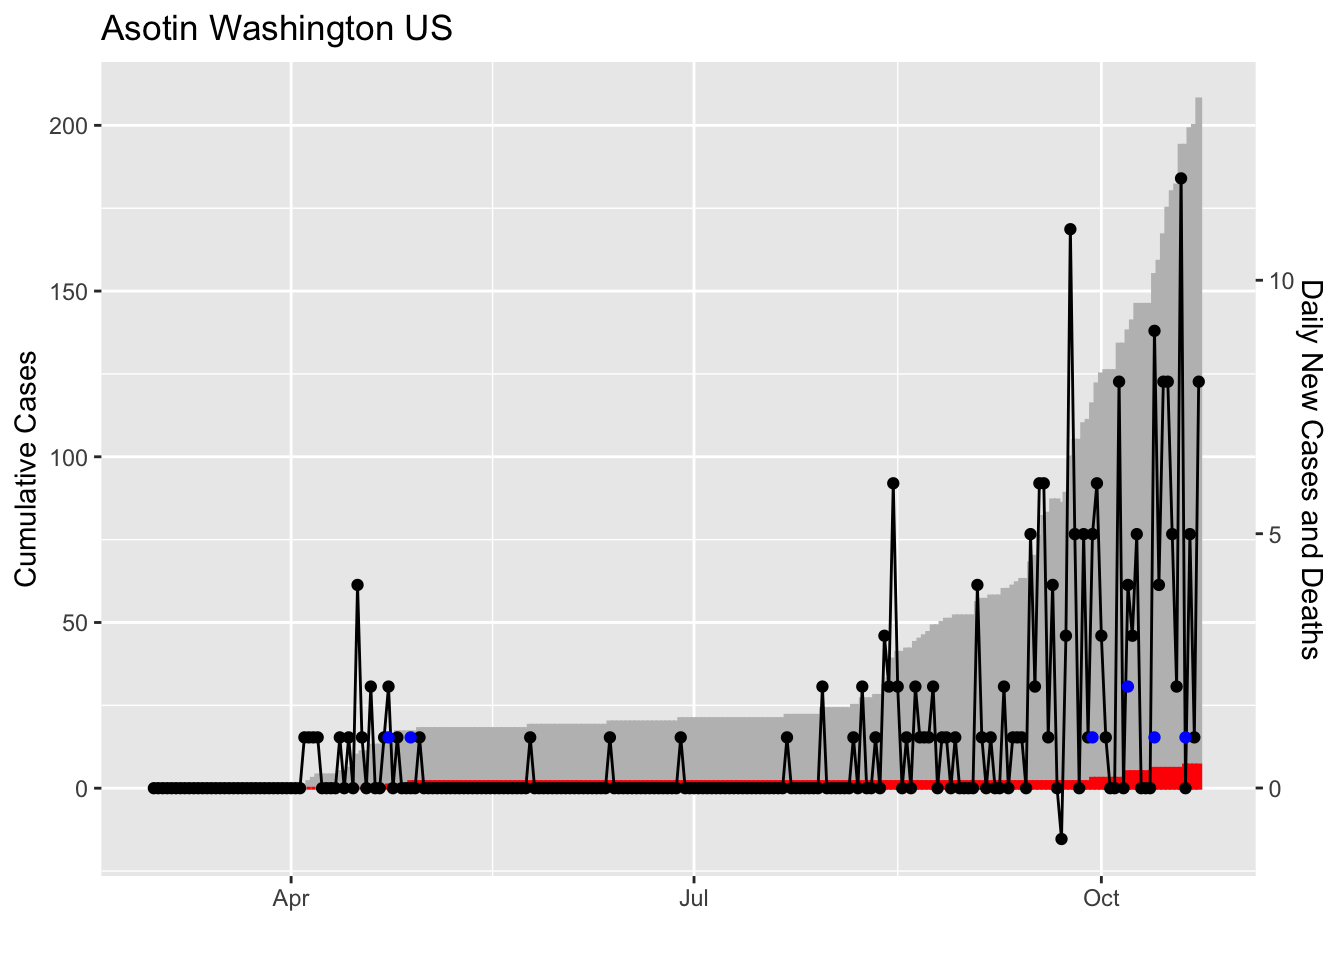 Asotin Washington US
200
150
100
50
0
Cumulative Cases
10
5
0
Daily New Cases and Deaths
Apr
Jul
Oct